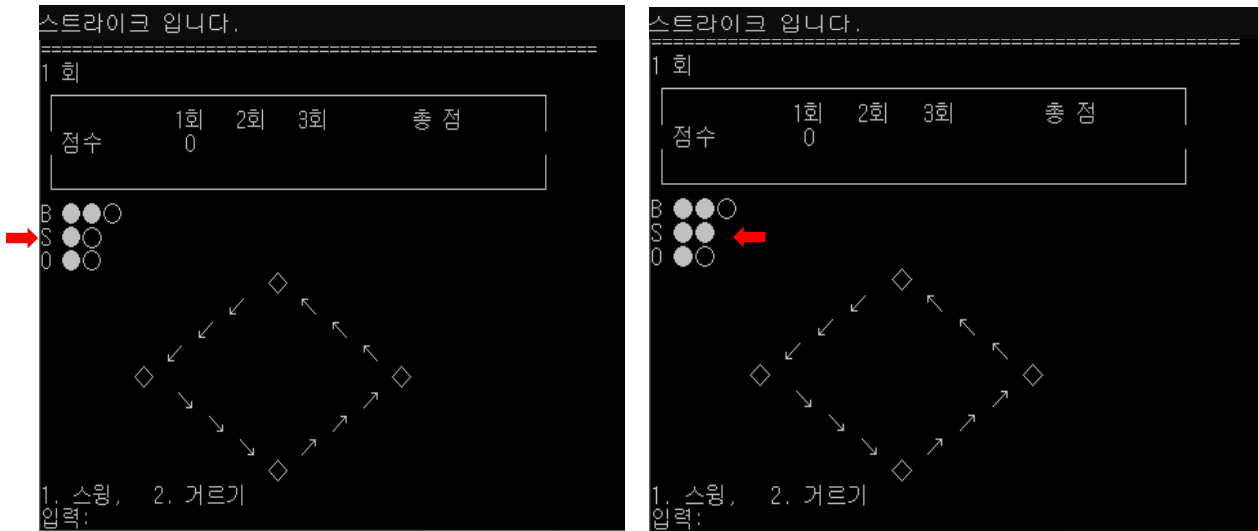 스트라이크 입니다.
==============================================================
1 회
1회 2회 3회 총 점
점수 0
B ●●○
S ●○
O ●○
1. 스윙, 2. 거르기
입력:
스트라이크 입니다.
==============================================================
1 회
1회 2회 3회 총 점
점수 0
B ●●○
S ●●
O ●○
1. 스윙, 2. 거르기
입력: